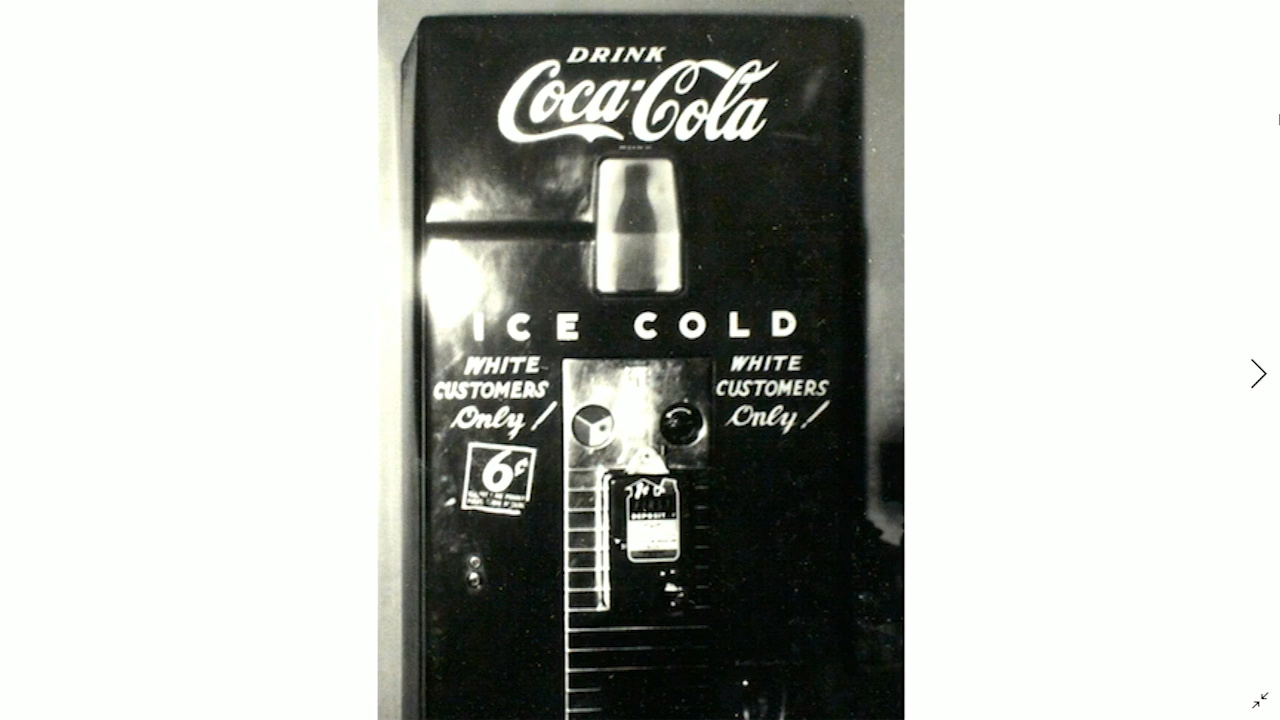 DRINK
Coca-Cola
ICE COLD
WHITE
CUSTOMERS
Only!
WHITE
CUSTOMERS
Only!
6¢
DEPOSIT